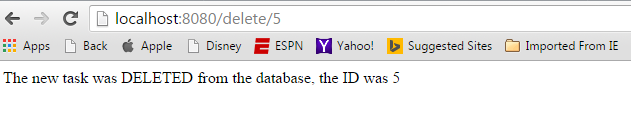 localhost:8080/delete/5
Apps Back Apple Disney ESPN Yahoo! Suggested Sites Imported From IE
The new task was DELETED from the database, the ID was 5